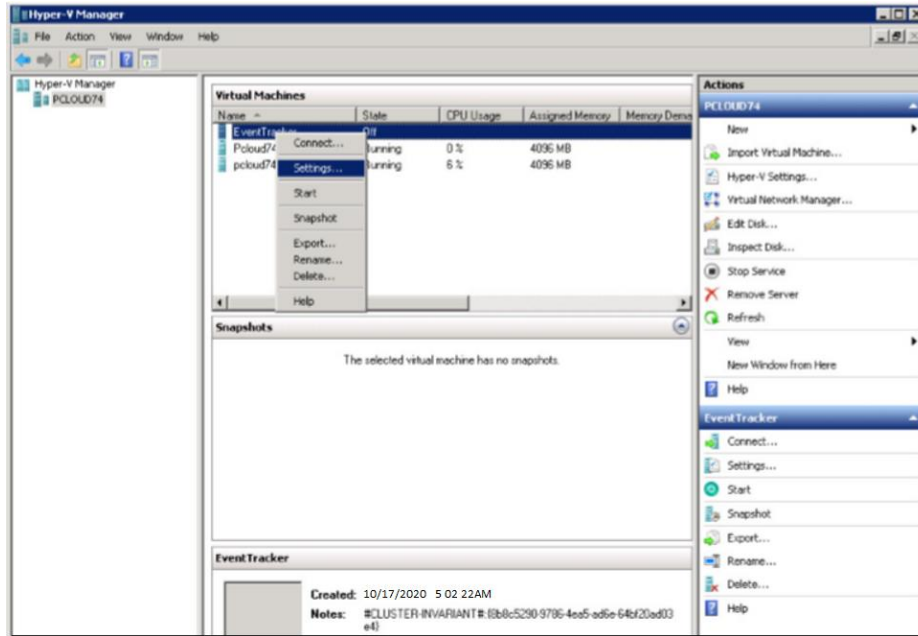 Hyper-V Manager
File Action View Window Help
Hyper-V Manager
PCLOUD74
Virtual Machines
Name State CPU Usage Assigned Memory Memory Dema
EventTracker Off
Pcloud74 Running 0 % 4096 MB
pcloud74 Running 6 % 4096 MB
Connect...
Settings...
Start
Snapshot
Export...
Rename...
Delete...
Help
Snapshots
The selected virtual machine has no snapshots.
EventTracker
Created: 10/17/2020 5 02 22AM
Notes: #CLUSTER-INVARIANT#:{8b8c5290-9786-4ea5-ad6e-64bf20ad03
e4}
Actions
PCLOUD74
New
Import Virtual Machine...
Hyper-V Settings...
Virtual Network Manager...
Edit Disk...
Inspect Disk...
Stop Service
Remove Server
Refresh
View
New Window from Here
Help
EventTracker
Connect...
Settings...
Start
Snapshot
Export...
Rename...
Delete...
Help